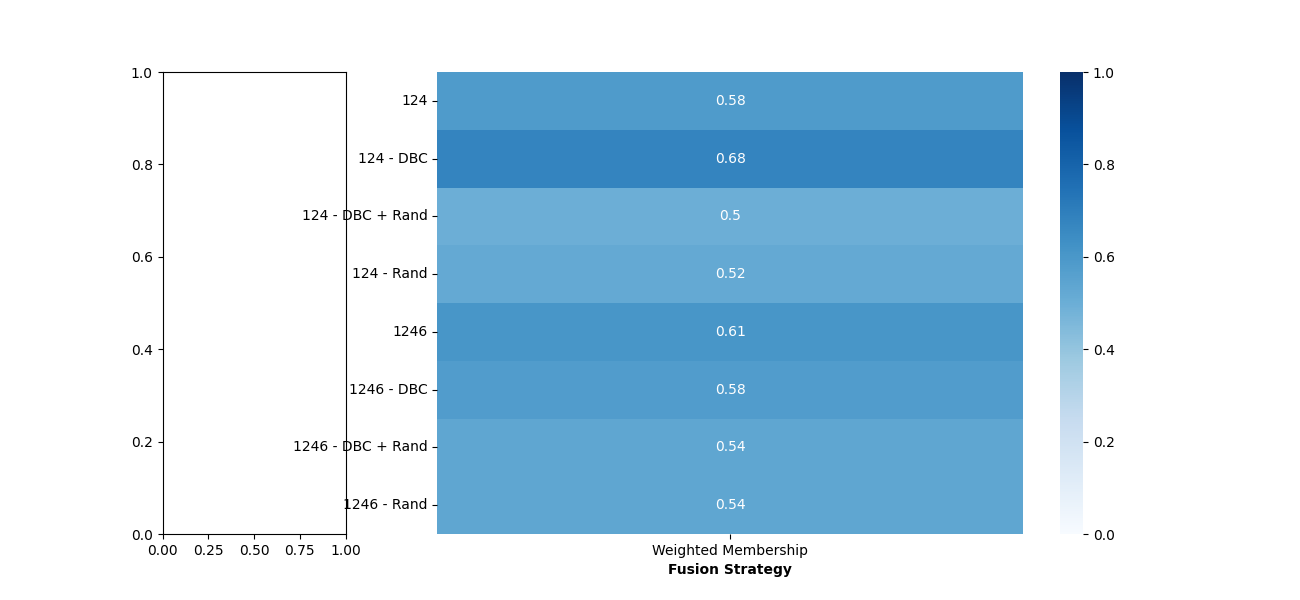 1.0
0.8
0.6
0.4
0.2
0.0
0.00 0.25 0.50 0.75 1.00
124
124 - DBC
124 - DBC + Rand
124 - Rand
1246
1246 - DBC
1246 - DBC + Rand
1246 - Rand
0.58
0.68
0.5
0.52
0.61
0.58
0.54
0.54
Weighted Membership
Fusion Strategy
1.0
0.8
0.6
0.4
0.2
0.0